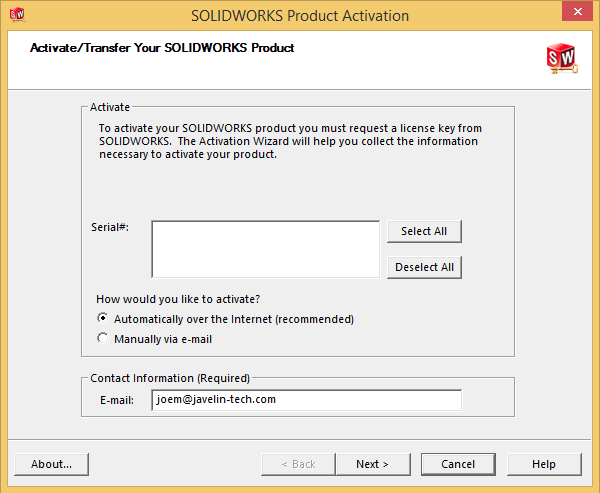 SOLIDWORKS Product Activation
Activate/Transfer Your SOLIDWORKS Product
S W
Activate
To activate your SOLIDWORKS product you must request a license key from
SOLIDWORKS. The Activation Wizard will help you collect the information
necessary to activate your product.
Serial#:
Select All
Deselect All
How would you like to activate?
Automatically over the Internet (recommended)
Manually via e-mail
Contact Information (Required)
E-mail: joem@javelin-tech.com
About... < Back Next > Cancel Help